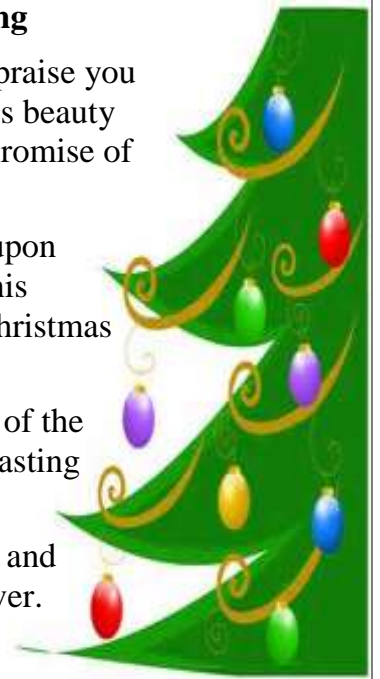 ng
praise you
s beauty
romise of
upon
his
hristmas
of the
asting
and
ver.